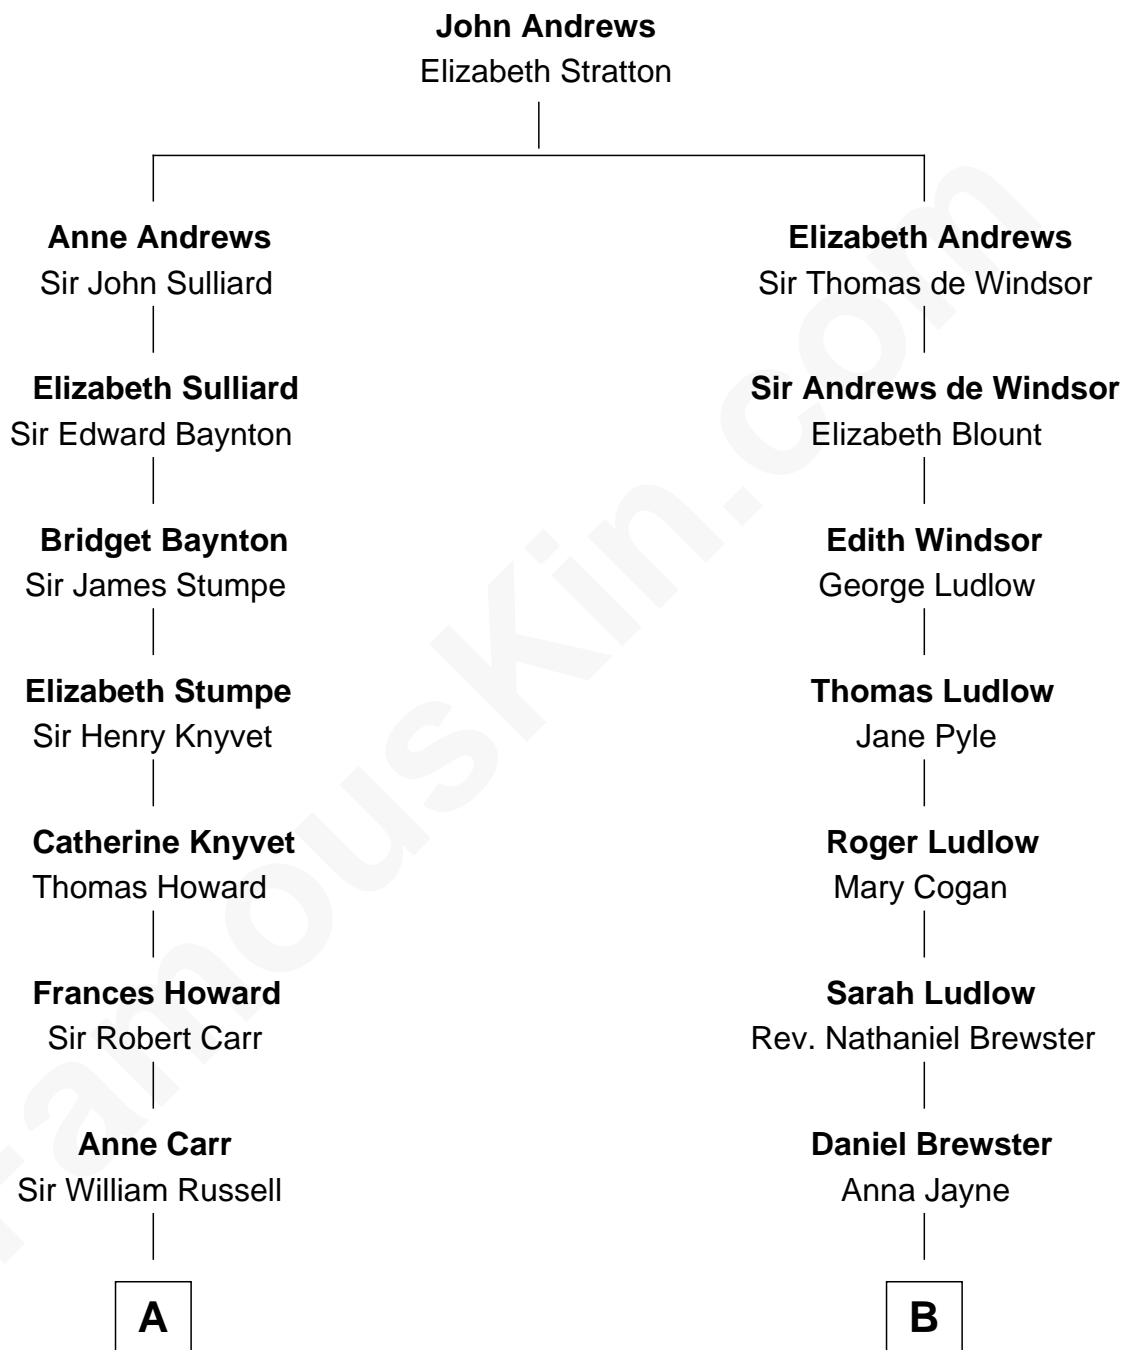 John Andrews
Elizabeth Stratton
Anne Andrews
Sir John Sulliard
Elizabeth Sulliard
Sir Edward Baynton
Bridget Baynton
Sir James Stumpe
Elizabeth Stumpe
Sir Henry Knyvet
Catherine Knyvet
Thomas Howard
Frances Howard
Sir Robert Carr
Anne Carr
Sir William Russell
A
Elizabeth Andrews
Sir Thomas de Windsor
Sir Andrews de Windsor
Elizabeth Blount
Edith Windsor
George Ludlow
Thomas Ludlow
Jane Pyle
Roger Ludlow
Mary Cogan
Sarah Ludlow
Rev. Nathaniel Brewster
Daniel Brewster
Anna Jayne
B
FamousKin.com